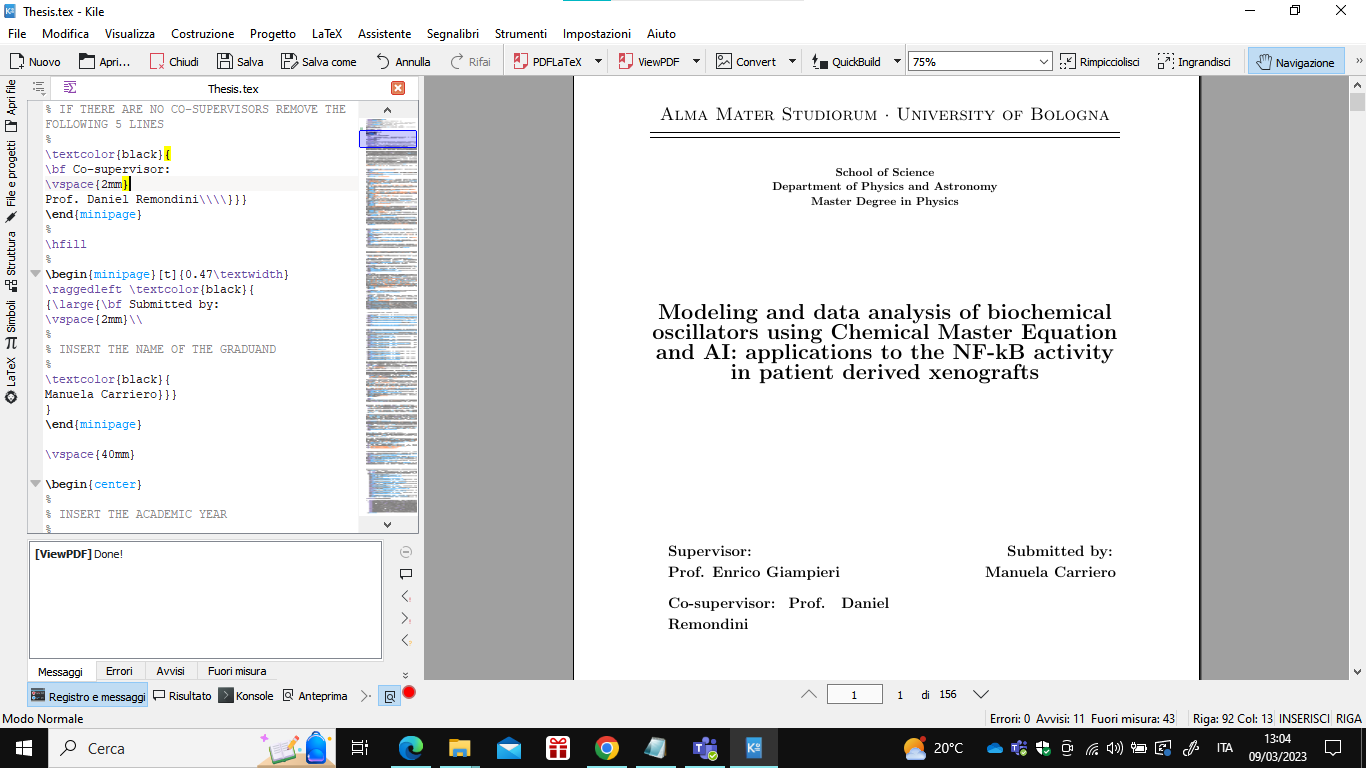 Thesis.tex - Kile
File Modifica Visualizza Costruzione Progetto LaTeX Assistente Segnalibri Strumenti Impostazioni Aiuto
Nuovo Apri... Chiudi Salva Salva come Annulla Rifai PDFLaTeX ViewPDF Convert QuickBuild 75% Rimpicciolisci Ingrandisci Navigazione
Apri file
File e progetti
Struttura
Simboli
LaTeX
Thesis.tex
% IF THERE ARE NO CO-SUPERVISORS REMOVE THE
FOLLOWING 5 LINES
%
\textcolor{black}{
\bf Co-supervisor:
\vspace{2mm}
Prof. Daniel Remondini\\\\}}}
\end{minipage}
%
\hfill
%
\begin{minipage}[t]{0.47\textwidth}
\raggedleft \textcolor{black}{
{\large{\bf Submitted by:
\vspace{2mm}\\
%
% INSERT THE NAME OF THE GRADUAND
%
\textcolor{black}{
Manuela Carriero}}}
}
\end{minipage}
\vspace{40mm}
\begin{center}
%
% INSERT THE ACADEMIC YEAR
%
[ViewPDF] Done!
Messaggi Errori Avvisi Fuori misura
Registro e messaggi Risultato Konsole Anteprima
Alma Mater Studiorum · University of Bologna
School of Science
Department of Physics and Astronomy
Master Degree in Physics
Modeling and data analysis of biochemical
oscillators using Chemical Master Equation
and AI: applications to the NF-kB activity
in patient derived xenografts
Supervisor: Submitted by:
Prof. Enrico Giampieri Manuela Carriero
Co-supervisor: Prof. Daniel
Remondini
1 1 di 156
Modo Normale Errori: 0 Avvisi: 11 Fuori misura: 43 Riga: 92 Col: 13 INSERISCI RIGA
Cerca 20°C ITA 13:04
09/03/2023